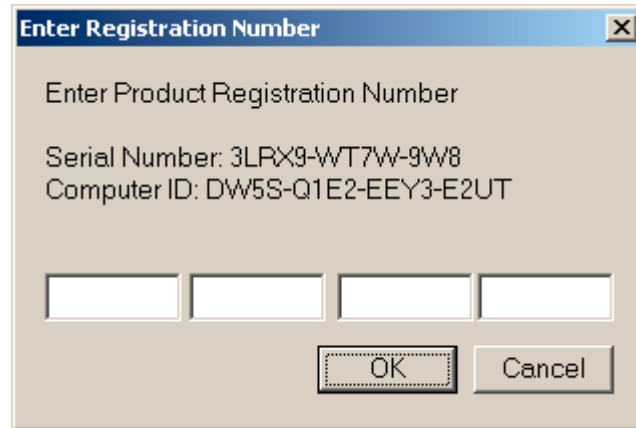 Enter Registration Number
Enter Product Registration Number
Serial Number: 3LRX9-WT7W-9W8
Computer ID: DW5S-Q1E2-EEY3-E2UT
OK Cancel